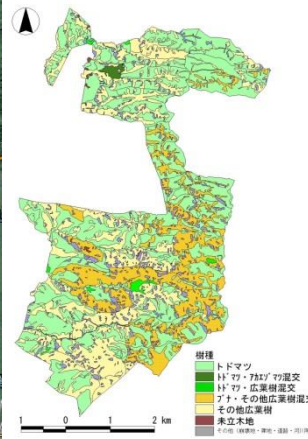 樹種
トドマツ
トドマツ・アカエゾマツ混交
トドマツ・広葉樹混交
ブナ・その他広葉樹混交
その他広葉樹
未立木地
1 0 1 2 km